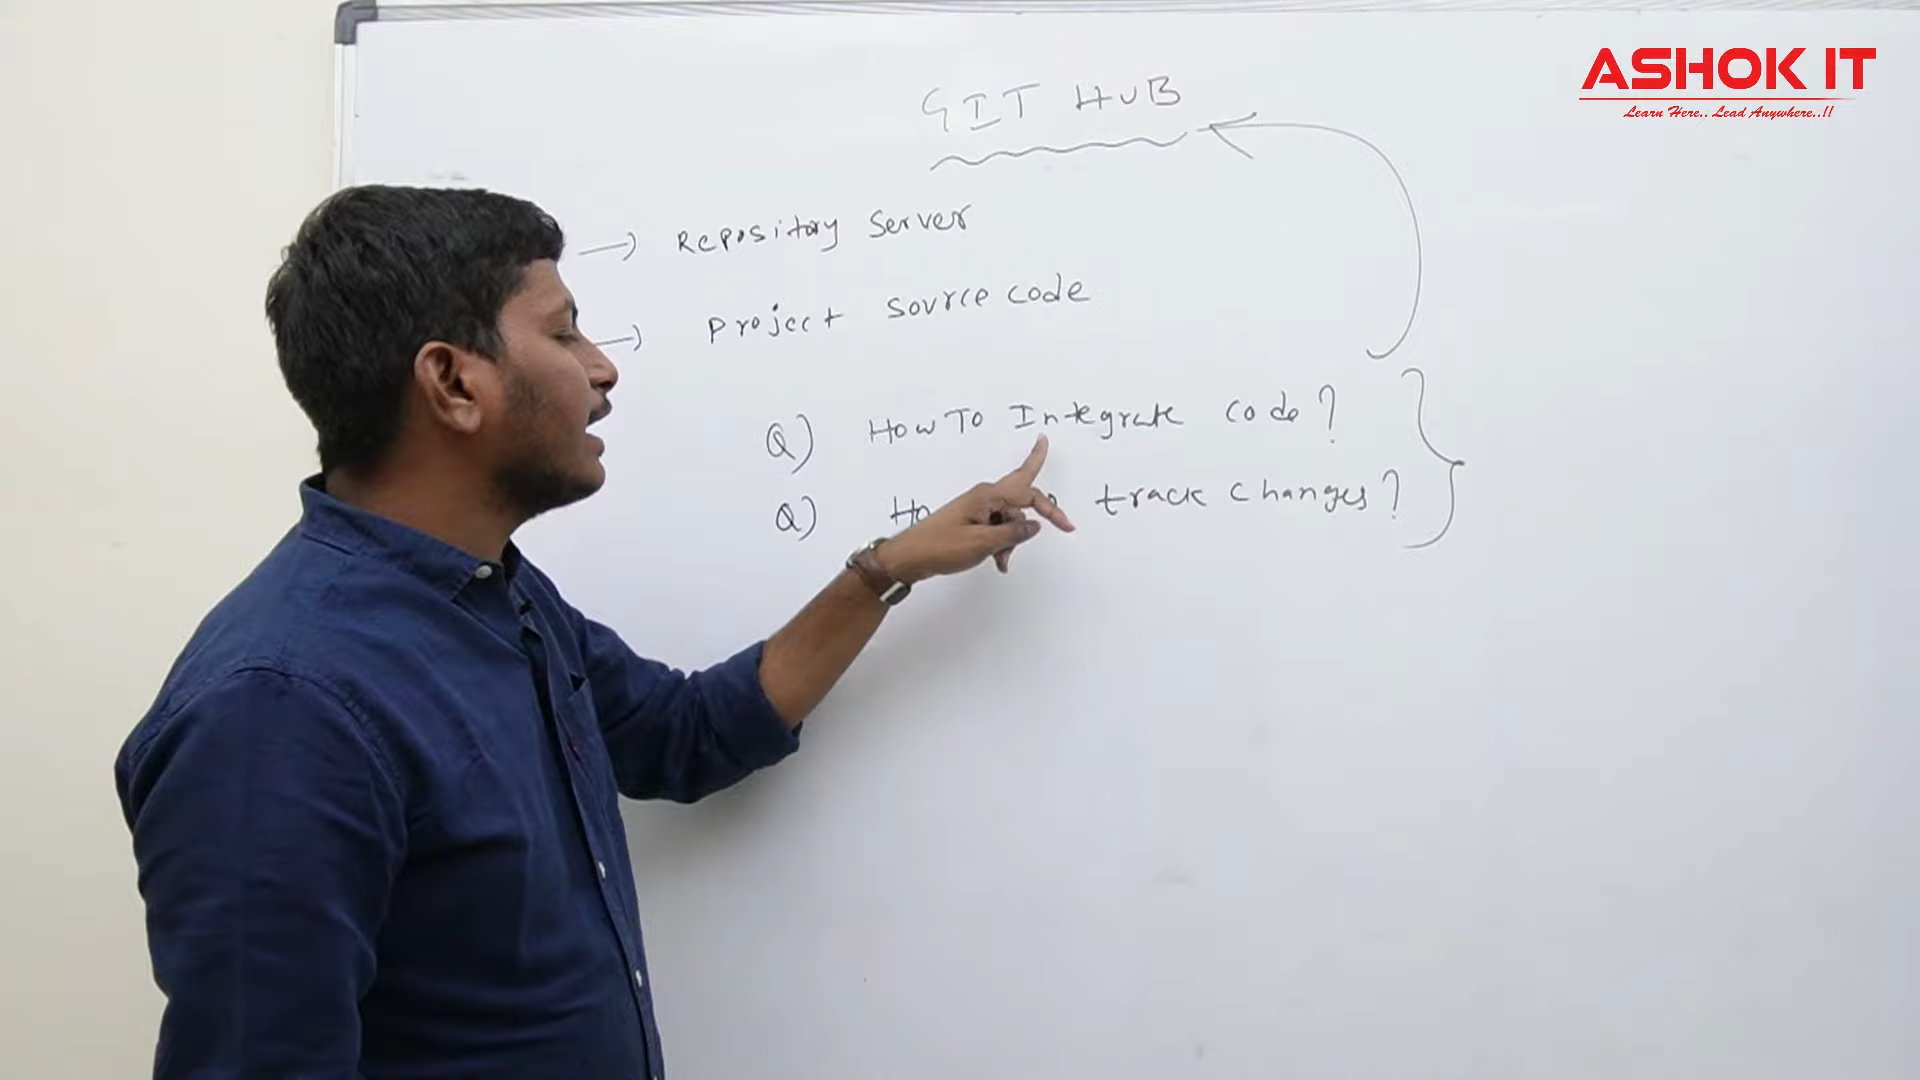 ASHOK IT
Learn Here.. Lead Anywhere..!!
GIT HUB
→ Repository Server
→ Project Source code
Q) How To Integrate Code?
Q) track changes?